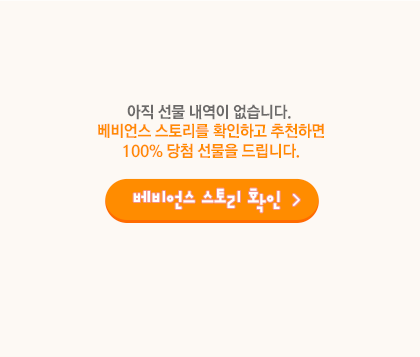 아직 선물 내역이 없습니다.
베비언스 스토리를 확인하고 추천하면
100% 당첨 선물을 드립니다.
베비언스 스토리 확인 >